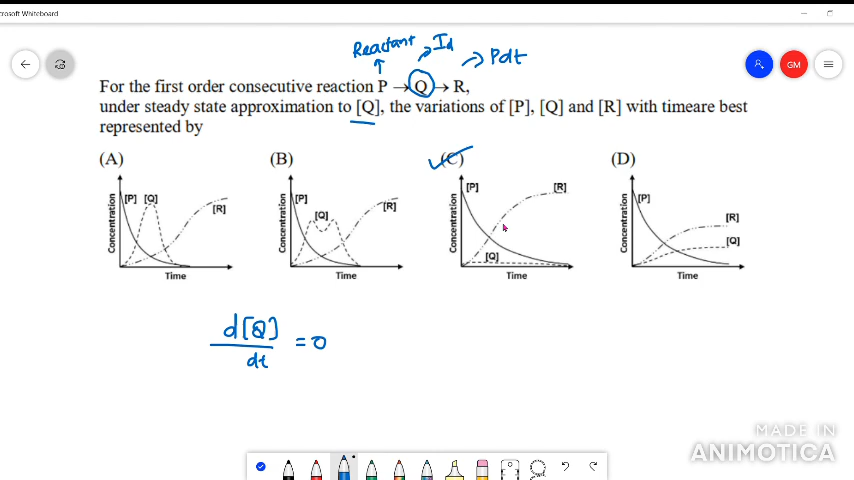 icrosoft Whiteboard
GM
Reactant Id Pdt
For the first order consecutive reaction P → Q → R,
under steady state approximation to [Q], the variations of [P], [Q] and [R] with timeare best
represented by
(A) (B) (C) (D)
[P] [Q] [R] Concentration Time
[P] [Q] [R] Concentration Time
[P] [R] [Q] Concentration Time
[P] [R] [Q] Concentration Time
d[Q]
dt
= 0
MADE IN
ANIMOTICA